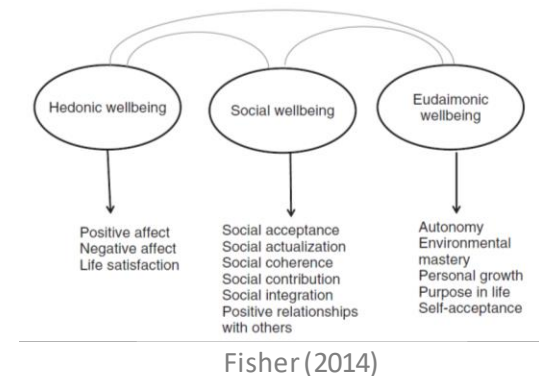 Hedonic wellbeing
Social wellbeing
Eudaimonic
wellbeing
Positive affect
Negative affect
Life satisfaction
Social acceptance
Social actualization
Social coherence
Social contribution
Social integration
Positive relationships
with others
Autonomy
Environmental
mastery
Personal growth
Purpose in life
Self-acceptance
Fisher (2014)